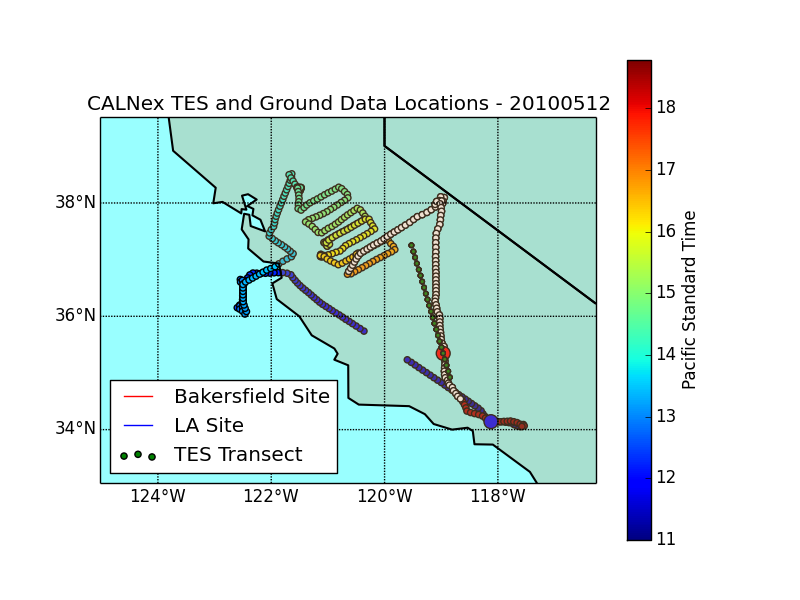 CALNex TES and Ground Data Locations - 20100512
38°N
36°N
34°N
124°W
122°W
120°W
118°W
Bakersfield Site
LA Site
TES Transect
18
17
16
15
14
13
12
11
Pacific Standard Time